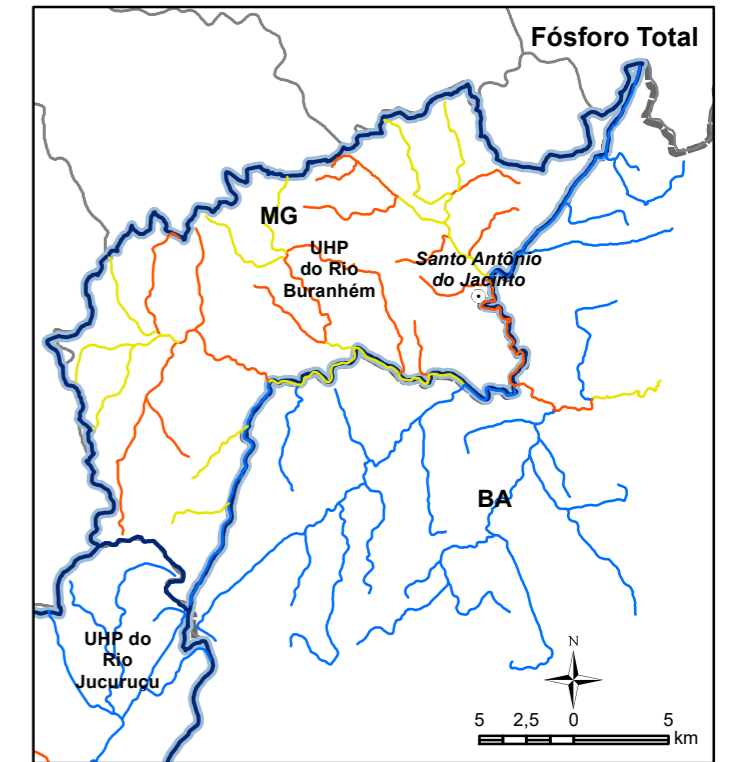 Fósforo Total
MG
UHP
do Rio
Buranhém
Santo Antônio
do Jacinto
BA
UHP do
Rio
Jucuruçu
N
5 2,5 0 5
km